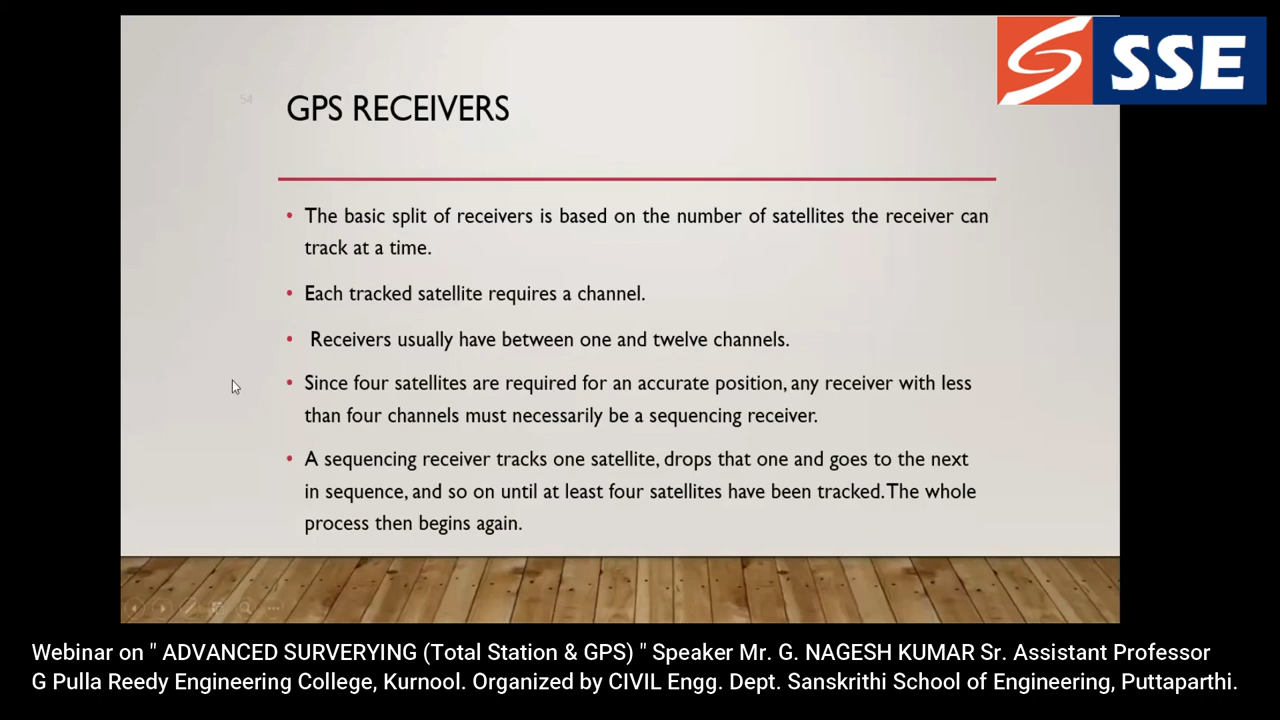 SSE
54
GPS RECEIVERS
• The basic split of receivers is based on the number of satellites the receiver can
track at a time.
• Each tracked satellite requires a channel.
• Receivers usually have between one and twelve channels.
• Since four satellites are required for an accurate position, any receiver with less
than four channels must necessarily be a sequencing receiver.
• A sequencing receiver tracks one satellite, drops that one and goes to the next
in sequence, and so on until at least four satellites have been tracked. The whole
process then begins again.
Webinar on " ADVANCED SURVERYING (Total Station & GPS) " Speaker Mr. G. NAGESH KUMAR Sr. Assistant Professor
G Pulla Reedy Engineering College, Kurnool. Organized by CIVIL Engg. Dept. Sanskrithi School of Engineering, Puttaparthi.